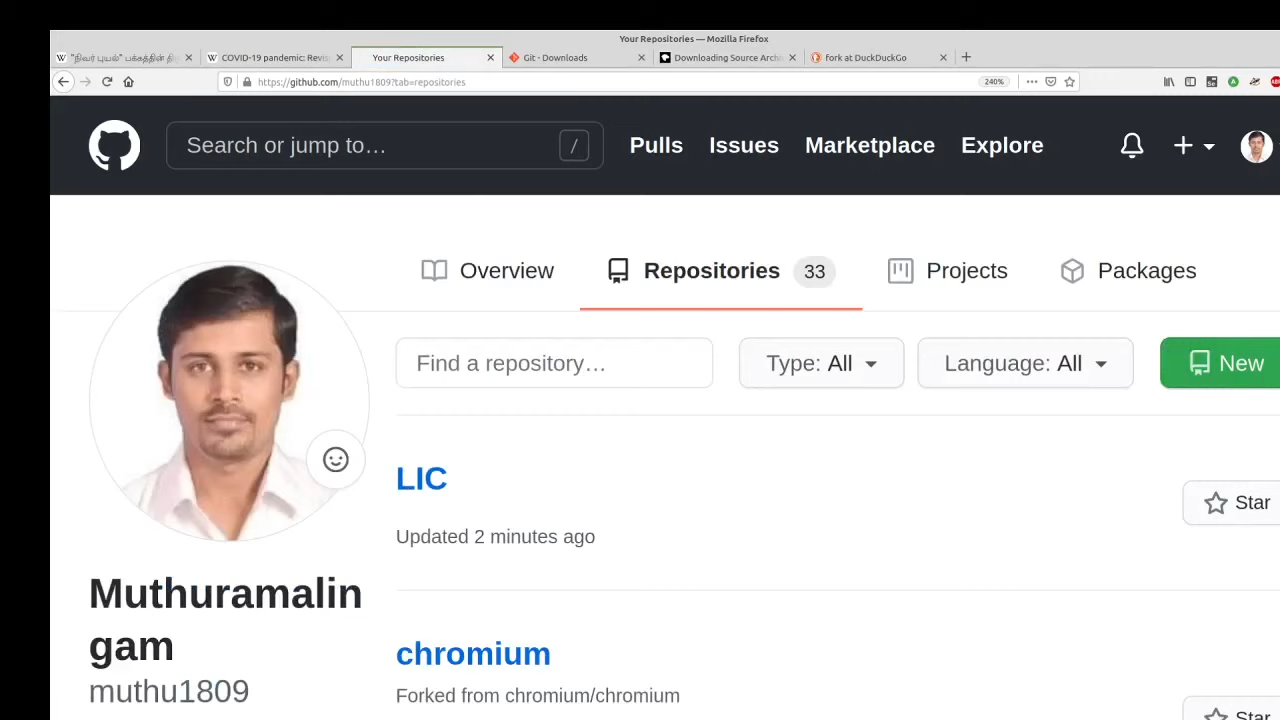 Your Repositories — Mozilla Firefox
COVID-19 pandemic: Revis
Your Repositories
Git - Downloads
Downloading Source Archi
fork at DuckDuckGo
https://github.com/muthu1809?tab=repositories
240%
Search or jump to…
/
Pulls
Issues
Marketplace
Explore
Overview
Repositories 33
Projects
Packages
Find a repository…
Type: All
Language: All
New
LIC
Star
Updated 2 minutes ago
Muthuramalin
gam
muthu1809
chromium
Forked from chromium/chromium
Star